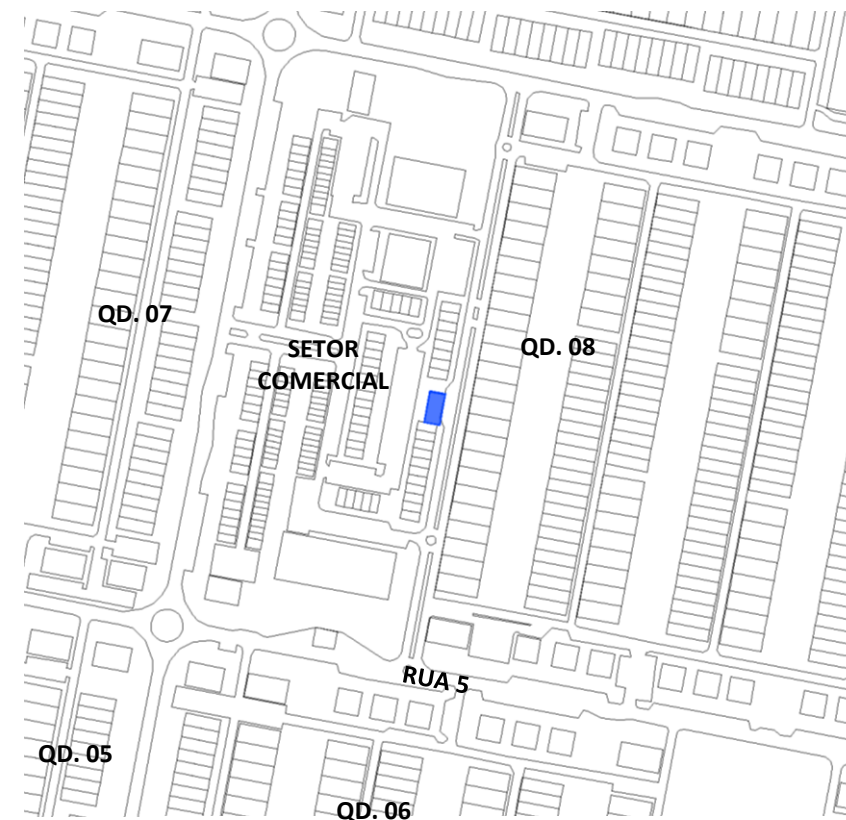 QD. 07
SETOR
COMERCIAL
QD. 08
RUA 5
QD. 05
QD. 06